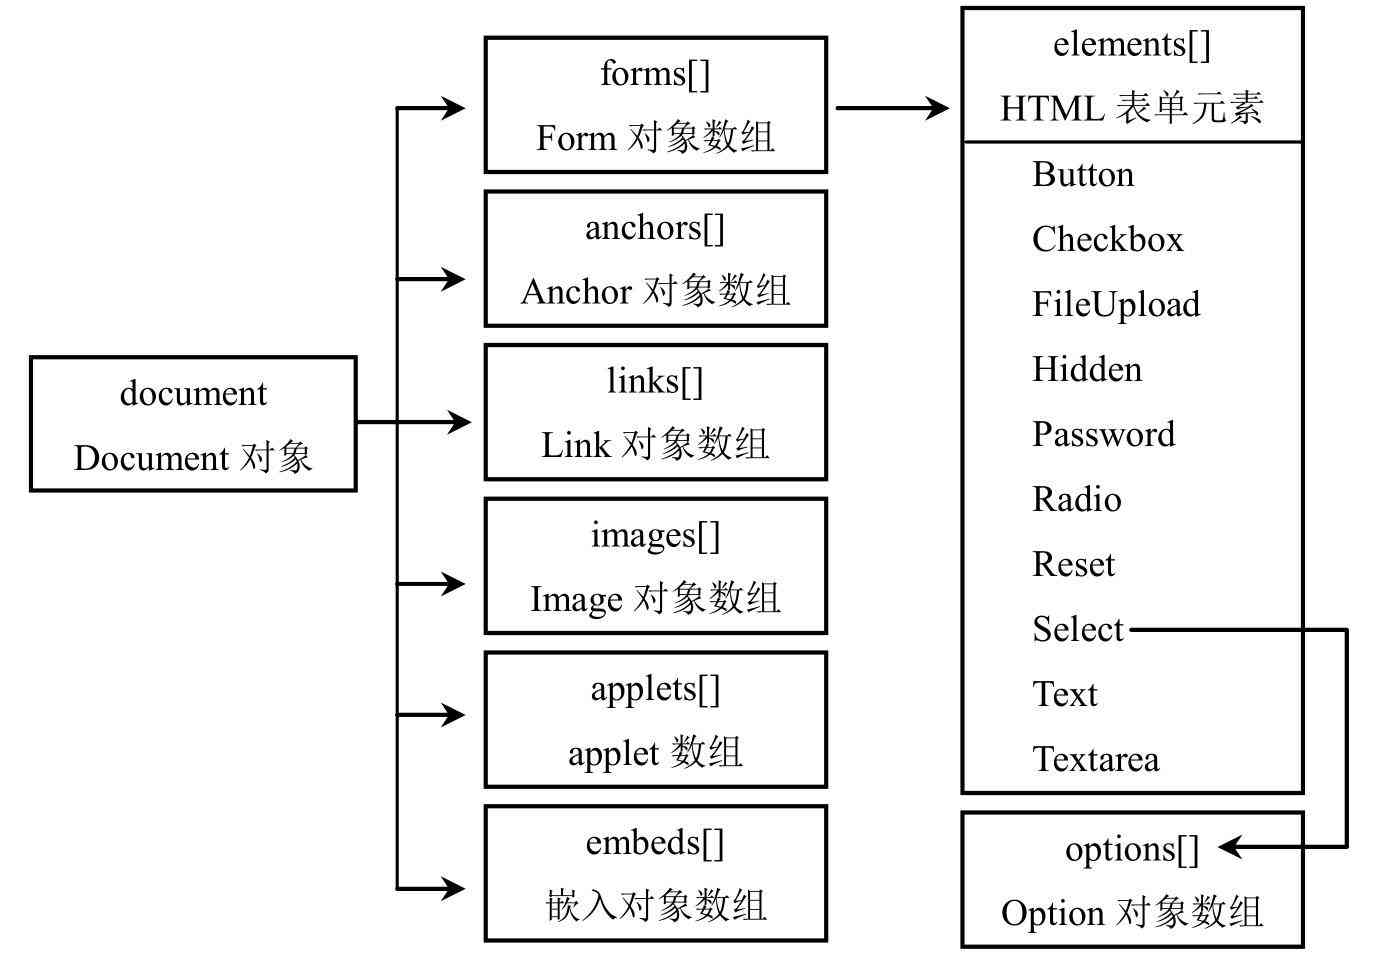 document
Document 对象
forms[]
Form 对象数组
anchors[]
Anchor 对象数组
links[]
Link 对象数组
images[]
Image 对象数组
applets[]
applet 数组
embeds[]
嵌入对象数组
elements[]
HTML 表单元素
Button
Checkbox
FileUpload
Hidden
Password
Radio
Reset
Select
Text
Textarea
options[]
Option 对象数组